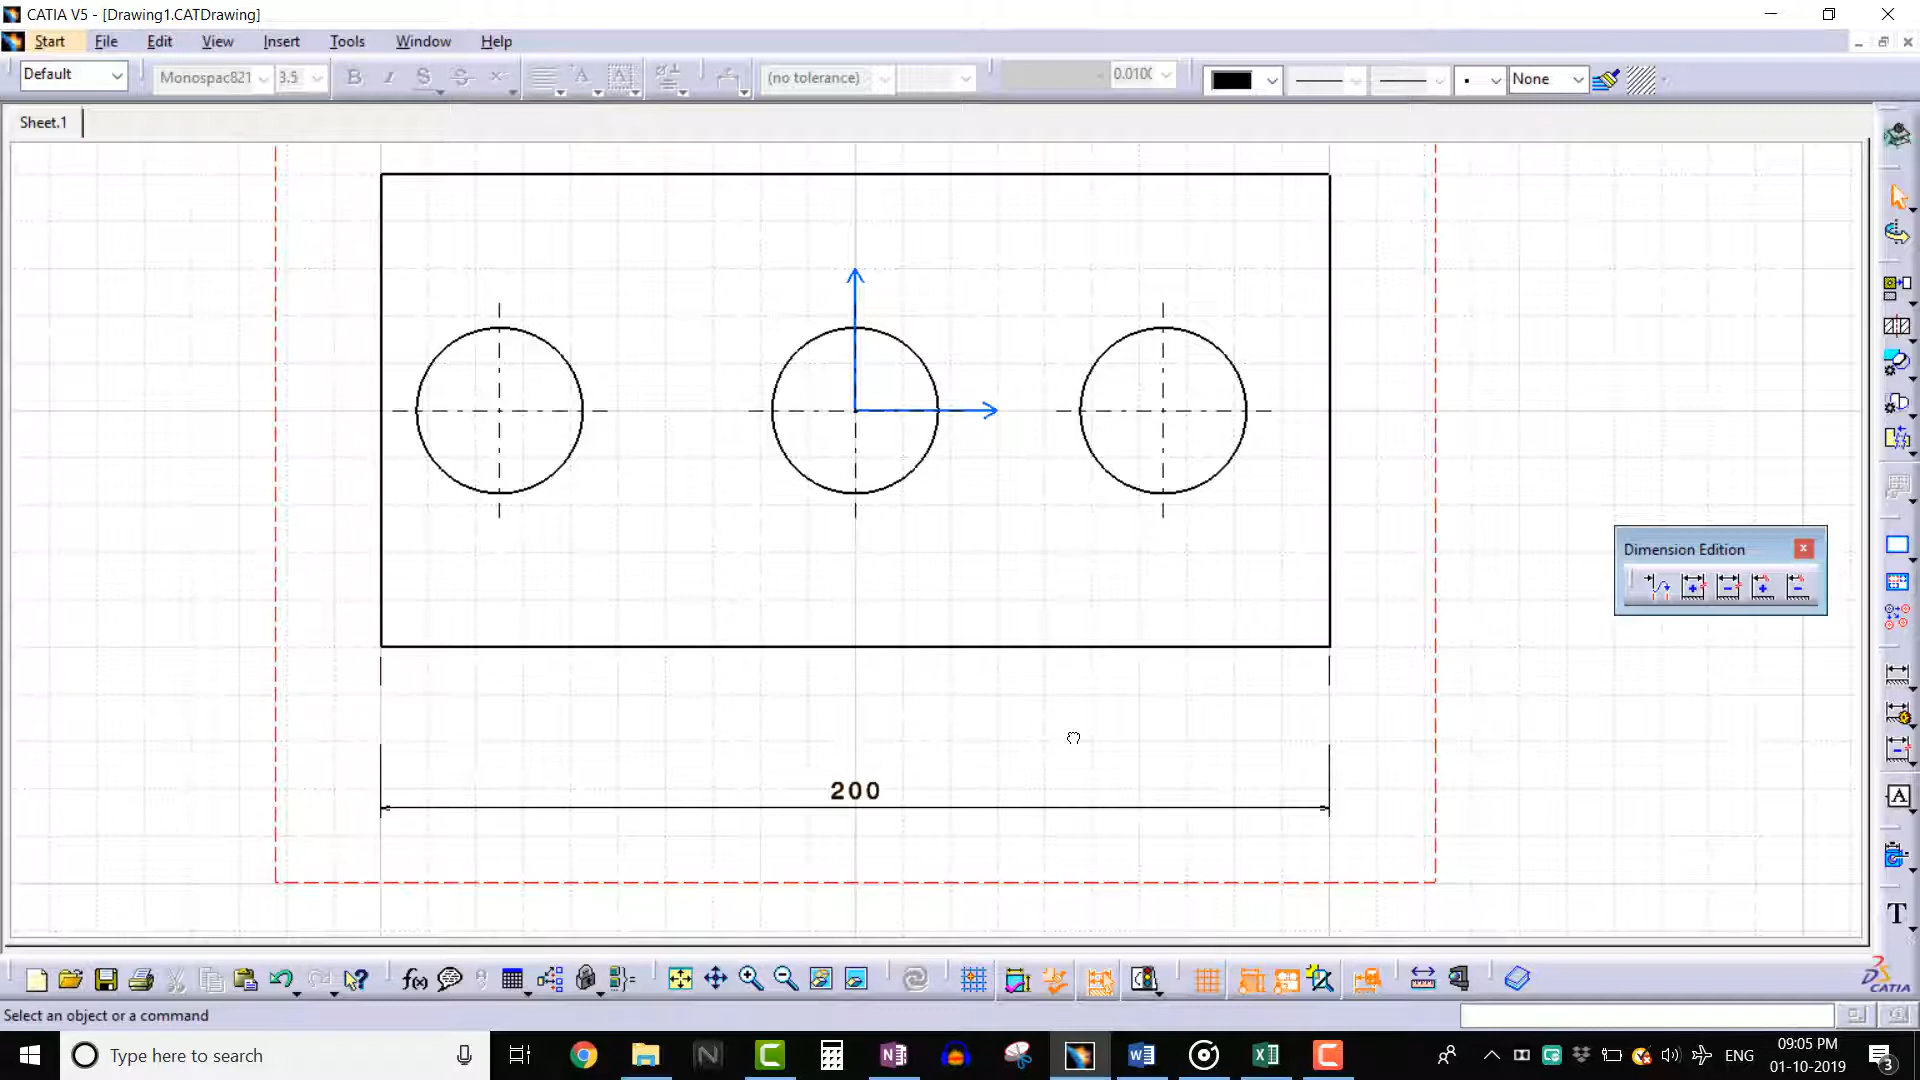 CATIA V5 - [Drawing1.CATDrawing]
Start File Edit View Insert Tools Window Help
Default Monospac821 3.5 B I S S (no tolerance) 0.010 None
Sheet.1
Dimension Edition
200
A
T
f(x)
CATIA
Select an object or a command
Type here to search
ENG
09:05 PM
01-10-2019
3